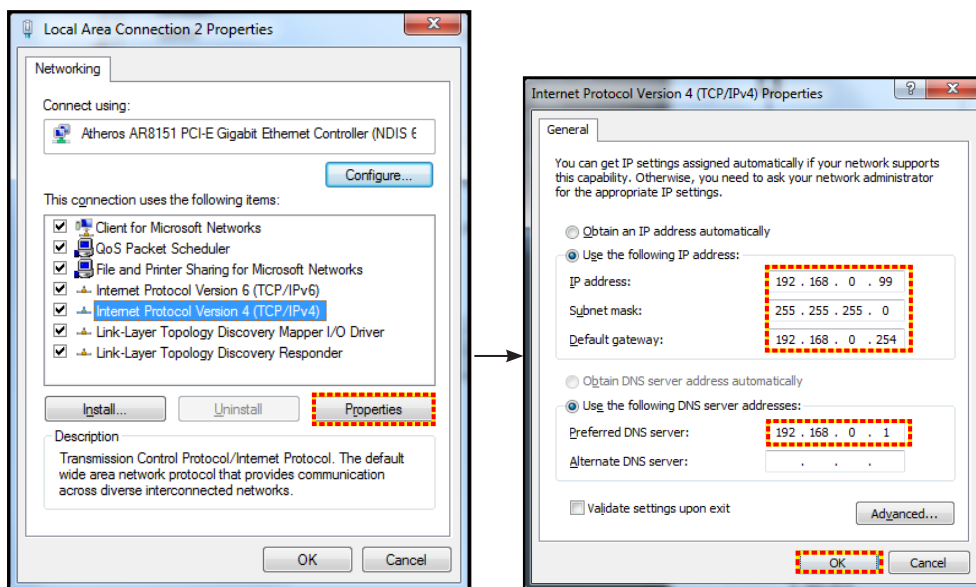 Local Area Connection 2 Properties
Networking
Connect using:
Atheros AR8151 PCI-E Gigabit Ethernet Controller (NDIS 6
Configure...
This connection uses the following items:
Client for Microsoft Networks
QoS Packet Scheduler
File and Printer Sharing for Microsoft Networks
Internet Protocol Version 6 (TCP/IPv6)
Internet Protocol Version 4 (TCP/IPv4)
Link-Layer Topology Discovery Mapper I/O Driver
Link-Layer Topology Discovery Responder
Install...
Uninstall
Properties
Description
Transmission Control Protocol/Internet Protocol. The default
wide area network protocol that provides communication
across diverse interconnected networks.
OK
Cancel
Internet Protocol Version 4 (TCP/IPv4) Properties
General
You can get IP settings assigned automatically if your network supports
this capability. Otherwise, you need to ask your network administrator
for the appropriate IP settings.
Obtain an IP address automatically
Use the following IP address:
IP address: 192 . 168 . 0 . 99
Subnet mask: 255 . 255 . 255 . 0
Default gateway: 192 . 168 . 0 . 254
Obtain DNS server address automatically
Use the following DNS server addresses:
Preferred DNS server: 192 . 168 . 0 . 1
Alternate DNS server: . . .
Validate settings upon exit
Advanced...
OK
Cancel